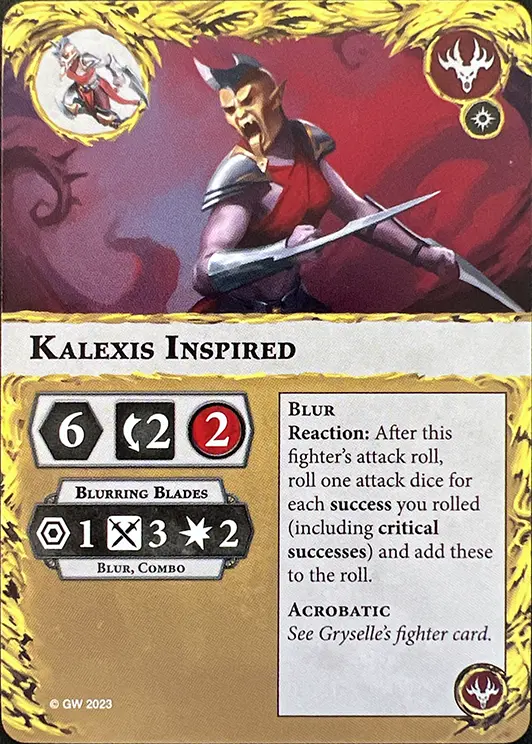 Kalexis Inspired
6 2 2
Blurring Blades
1 3 2
Blur, Combo
Blur
Reaction: After this
fighter's attack roll,
roll one attack dice for
each success you rolled
(including critical
successes) and add these
to the roll.
Acrobatic
See Gryselle's fighter card.
© GW 2023